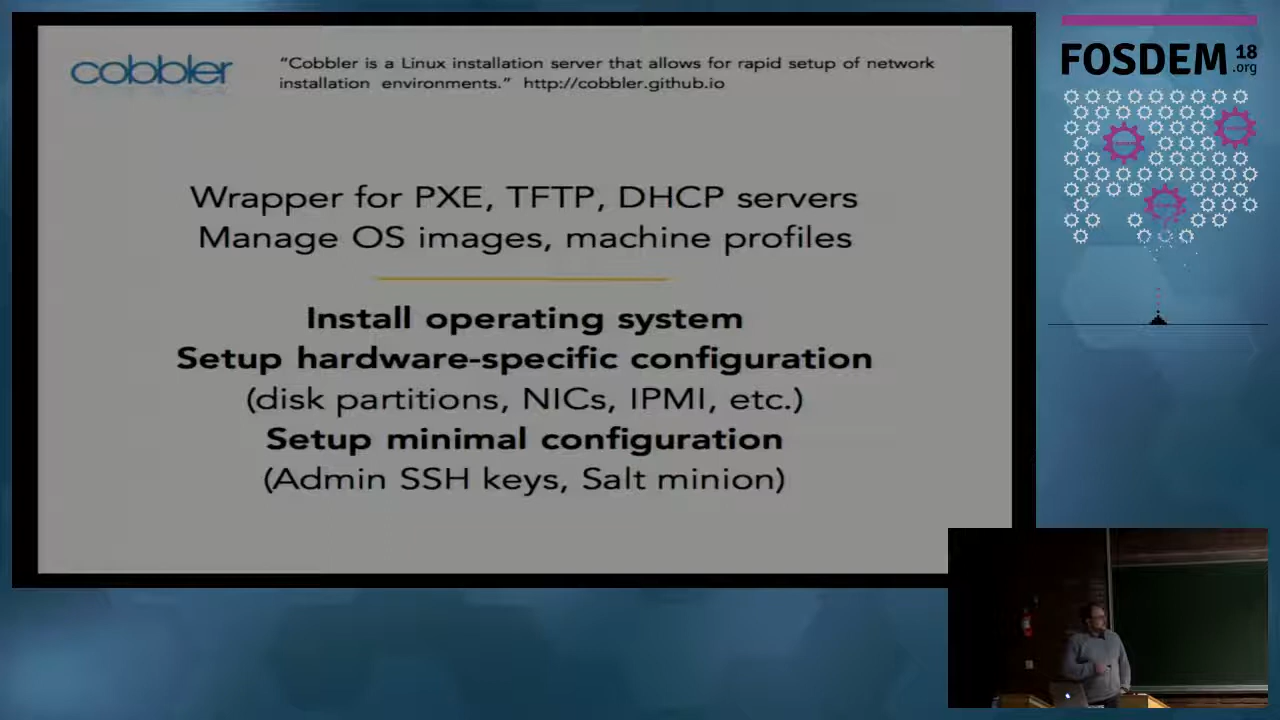 cobbler
“Cobbler is a Linux installation server that allows for rapid setup of network
installation environments.” http://cobbler.github.io
Wrapper for PXE, TFTP, DHCP servers
Manage OS images, machine profiles
Install operating system
Setup hardware-specific configuration
(disk partitions, NICs, IPMI, etc.)
Setup minimal configuration
(Admin SSH keys, Salt minion)
FOSDEM 18
.org